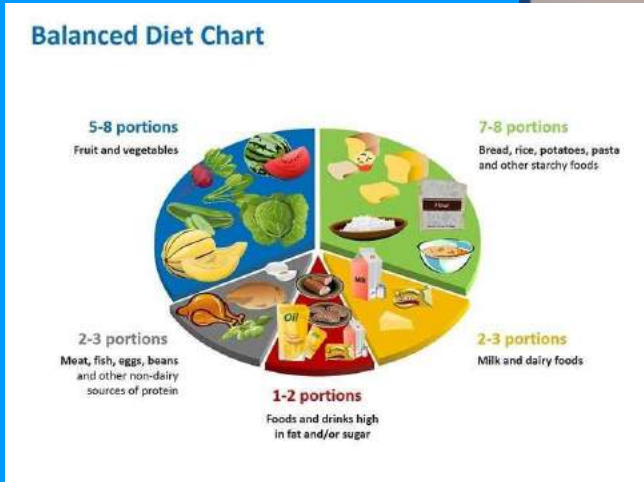 Balanced Diet Chart
5-8 portions
Fruit and vegetables
7-8 portions
Bread, rice, potatoes, pasta
and other starchy foods
Flour
Milk
Oil
2-3 portions
Meat, fish, eggs, beans
and other non-dairy
sources of protein
2-3 portions
Milk and dairy foods
1-2 portions
Foods and drinks high
in fat and/or sugar